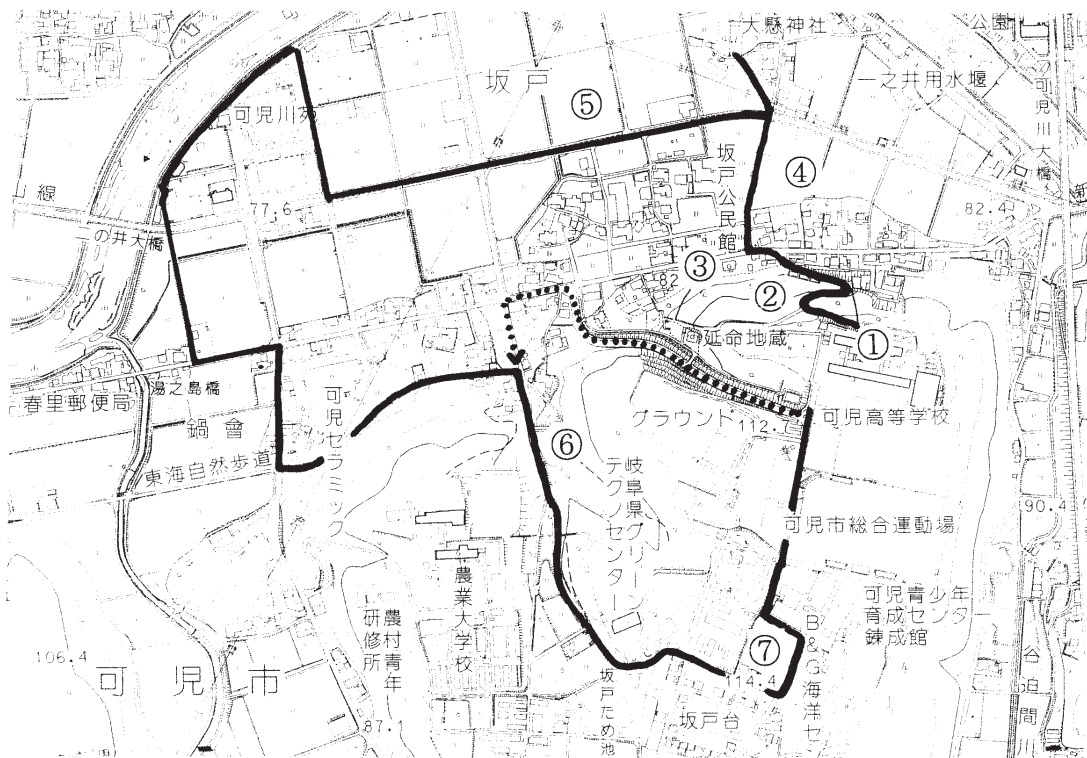 大懸神社
公園
坂戸
一之井用水堰
⑤
可児川苑
可児川大橋
坂戸公民館
④
線
77.6
82.4
の井大橋
③
82
②
延命地蔵
①
湯之島橋
春里郵便局
鍋會
可児セラミック
グラウンド
112.7
可児高等学校
東海自然歩道
⑥
岐阜県グリーン
テクノセンター
90.4
可児市総合運動場
農業大学校
農村青年
研修所
可児青少年
育成センタ
錬成館
B&G海洋セン
106.4
可児市
⑦
114.4
坂戸ため池
坂戸台
87.1
谷迫間川